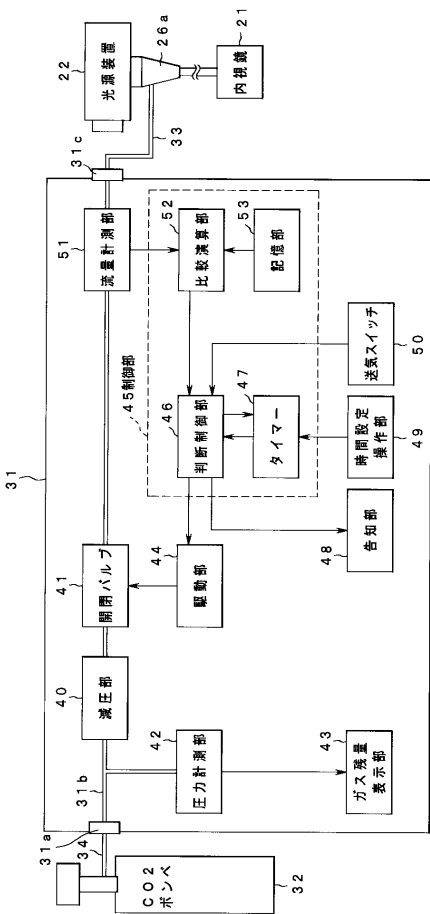 31
CO2
ボンベ
32
34
31a
31b
減圧部
40
圧力計測部
42
ガス残量
表示部
43
開閉バルブ
41
駆動部
44
45制御部
判断制御部
46
タイマー
47
告知部
48
時間設定
操作部
49
送気スイッチ
50
流量計測部
51
比較演算部
52
記憶部
53
31c
33
光源装置
22
26a
内視鏡
21